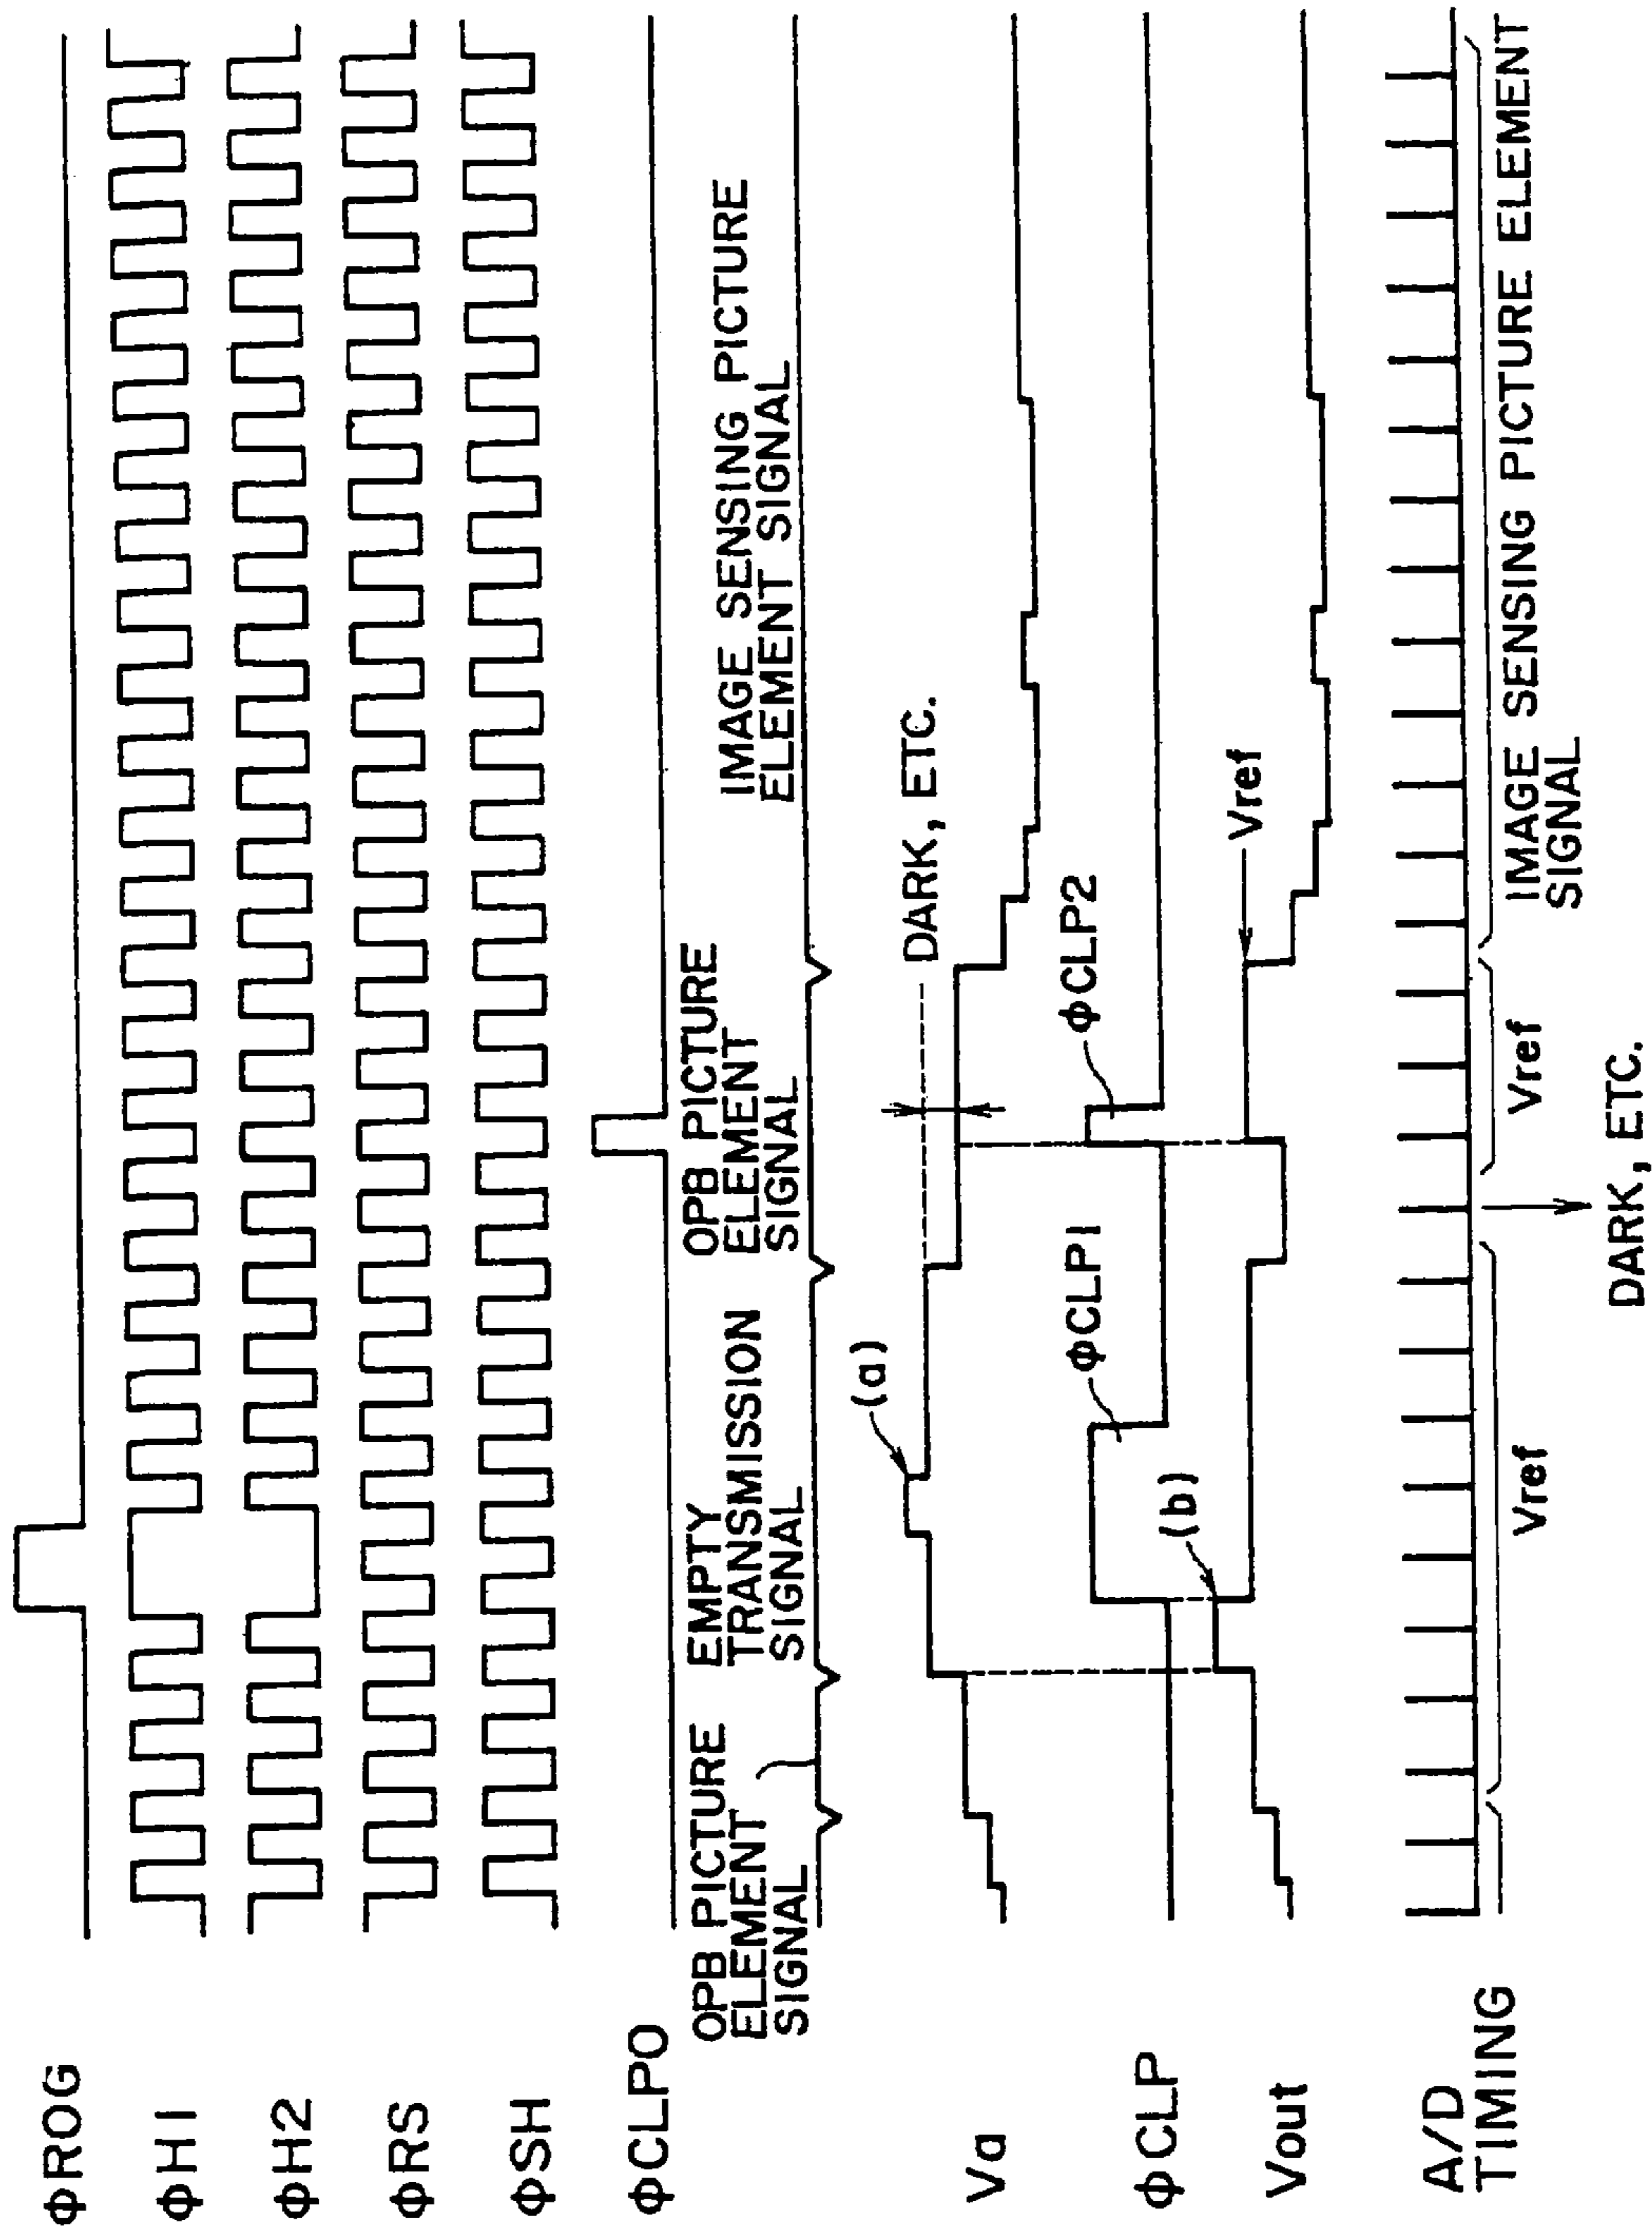 ΦROG
ΦH1
ΦH2
ΦRS
ΦSH
ΦCLPO
OPB PICTURE
ELEMENT
SIGNAL
EMPTY
TRANSMISSION
SIGNAL
OPB PICTURE
ELEMENT
SIGNAL
IMAGE SENSING PICTURE
ELEMENT SIGNAL
Va
(a)
DARK, ETC.
ΦCLP
ΦCLP1
ΦCLP2
Vout
(b)
Vref
A/D
TIMING
Vref
Vref
IMAGE SENSING PICTURE ELEMENT
SIGNAL
DARK, ETC.